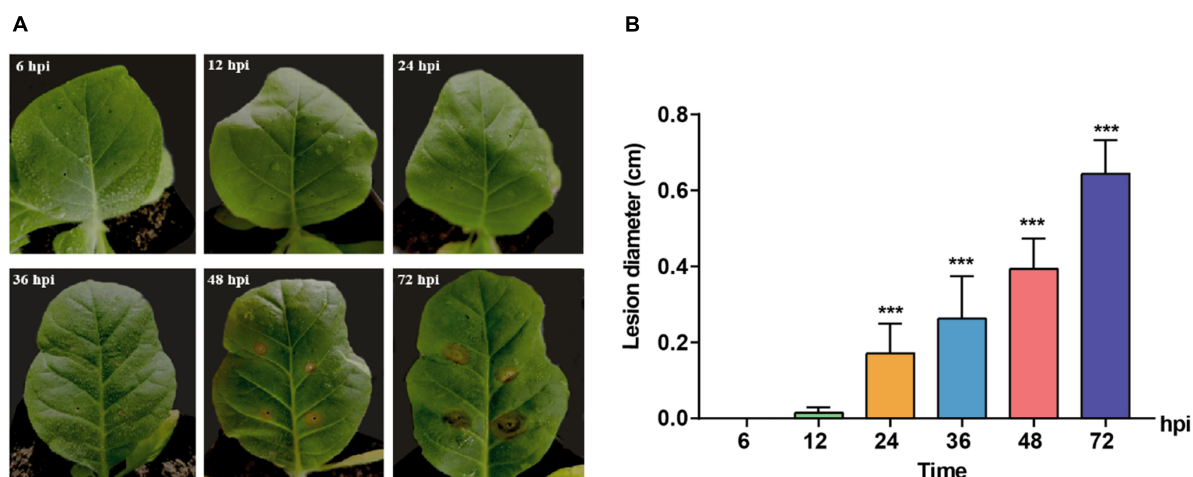 A
B
6 hpi
12 hpi
24 hpi
36 hpi
48 hpi
72 hpi
Lesion diameter (cm)
0.8
0.6
0.4
0.2
0.0
***
***
***
***
6 12 24 36 48 72
hpi
Time